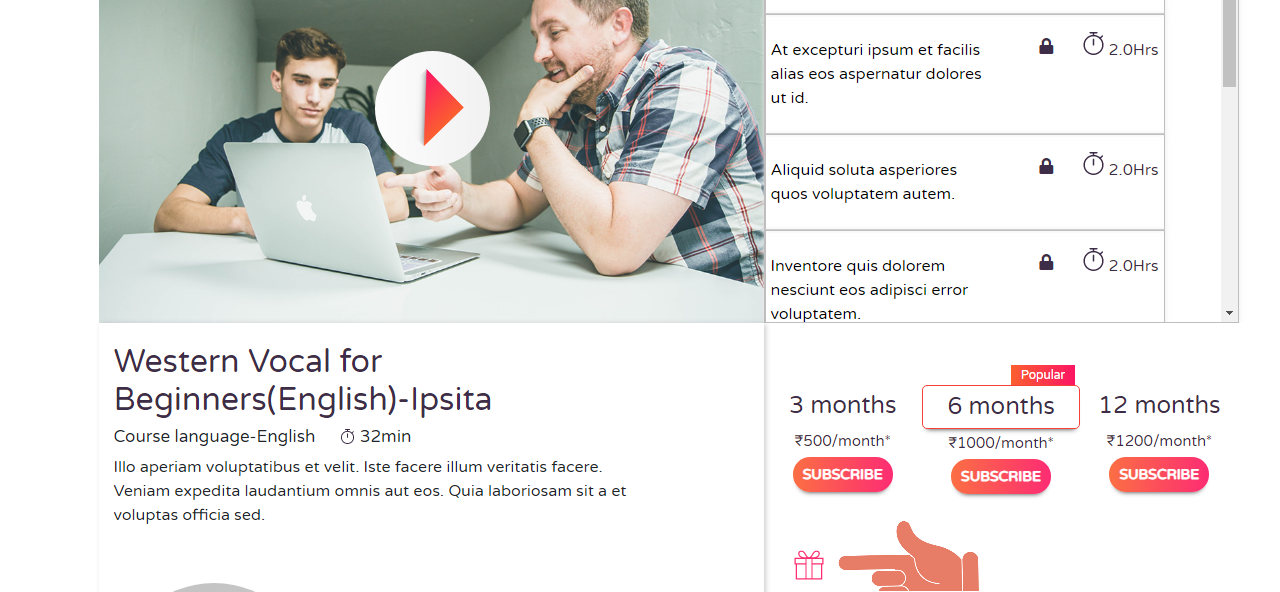 At excepturi ipsum et facilis
alias eos aspernatur dolores
ut id.
2.0Hrs
Aliquid soluta asperiores
quos voluptatem autem.
2.0Hrs
Inventore quis dolorem
nesciunt eos adipisci error
voluptatem.
2.0Hrs
Western Vocal for
Beginners(English)-Ipsita
Course language-English 32min
Illo aperiam voluptatibus et velit. Iste facere illum veritatis facere.
Veniam expedita laudantium omnis aut eos. Quia laboriosam sit a et
voluptas officia sed.
Popular
3 months 6 months 12 months
₹500/month* ₹1000/month* ₹1200/month*
SUBSCRIBE SUBSCRIBE SUBSCRIBE